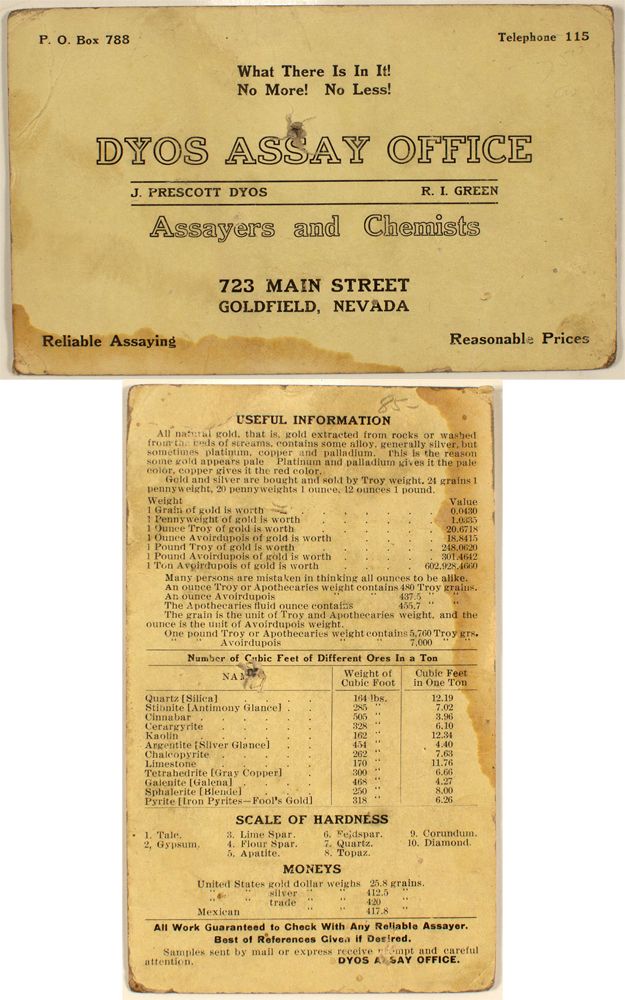 P. O. Box 788
Telephone 115
What There Is In It!
No More! No Less!
DYOS ASSAY OFFICE
J. PRESCOTT DYOS
R. I. GREEN
Assayers and Chemists
723 MAIN STREET
GOLDFIELD, NEVADA
Reliable Assaying
Reasonable Prices
85-
USEFUL INFORMATION
All natural gold, that is, gold extracted from rocks or washed
from the beds of streams, contains some alloy, generally silver, but
sometimes platinum, copper and palladium. This is the reason
some gold appears pale Platinum and palladium gives it the pale
color, copper gives it the red color.
Gold and silver are bought and sold by Troy weight, 24 grains 1
pennyweight, 20 pennyweights 1 ounce, 12 ounces 1 pound.
Weight Value
1 Grain of gold is worth 0.0430
1 Pennyweight of gold is worth 1.0335
1 Ounce Troy of gold is worth 20.6718
1 Ounce Avoirdupois of gold is worth 18.8415
1 Pound Troy of gold is worth 248.0620
1 Pound Avoirdupois of gold is worth 301.4642
1 Ton Avoirdupois of gold is worth 602.928.4660
Many persons are mistaken in thinking all ounces to be alike.
An ounce Troy or Apothecaries weight contains 480 Troy grains.
An ounce Avoirdupois " " 437.5 " "
The Apothecaries fluid ounce contains 455.7 " "
The grain is the unit of Troy and Apothecaries weight, and the
ounce is the unit of Avoirdupois weight.
One pound Troy or Apothecaries weight contains 5,760 Troy grs.
" " Avoirdupois " " 7.000 " "
Number of Cubic Feet of Different Ores In a Ton
NAME Weight of Cubic Foot Cubic Feet in One Ton
Quartz [Silica] 164 lbs. 12.19
Stibnite [Antimony Glance] 285 " 7.02
Cinnabar 505 " 3.96
Cerargyrite 328 " 6.10
Kaolin 162 " 12.34
Argentite [Silver Glance] 454 " 4.40
Chalcopyrite 262 " 7.63
Limestone 170 " 11.76
Tetrahedrite [Gray Copper] 300 " 6.66
Galenite [Galena] 468 " 4.27
Sphalerite [Blende] 250 " 8.00
Pyrite [Iron Pyrites—Fool's Gold] 318 " 6.26
SCALE OF HARDNESS
1. Talc. 3. Lime Spar. 6. Feldspar. 9. Corundum.
2, Gypsum. 4. Flour Spar. 7. Quartz. 10. Diamond.
5. Apatite. 8. Topaz.
MONEYS
United States gold dollar weighs 25.8 grains.
" " silver " " 412.5 "
" " trade " " 420 "
Mexican " " 417.8 "
All Work Guaranteed to Check With Any Reliable Assayer.
Best of References Given if Desired.
Samples sent by mail or express receive prompt and careful
attention. DYOS ASSAY OFFICE.